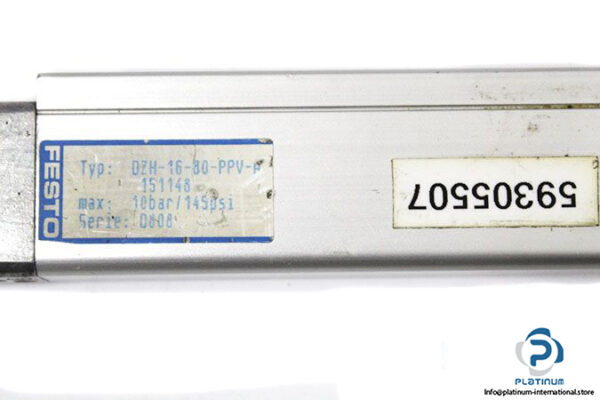 FESTO
Typ: DZH-16-80-PPV-A
151148
max: 10bar/145psi
Serie: D808
59305507
PLATINUM
info@platinum-international.store